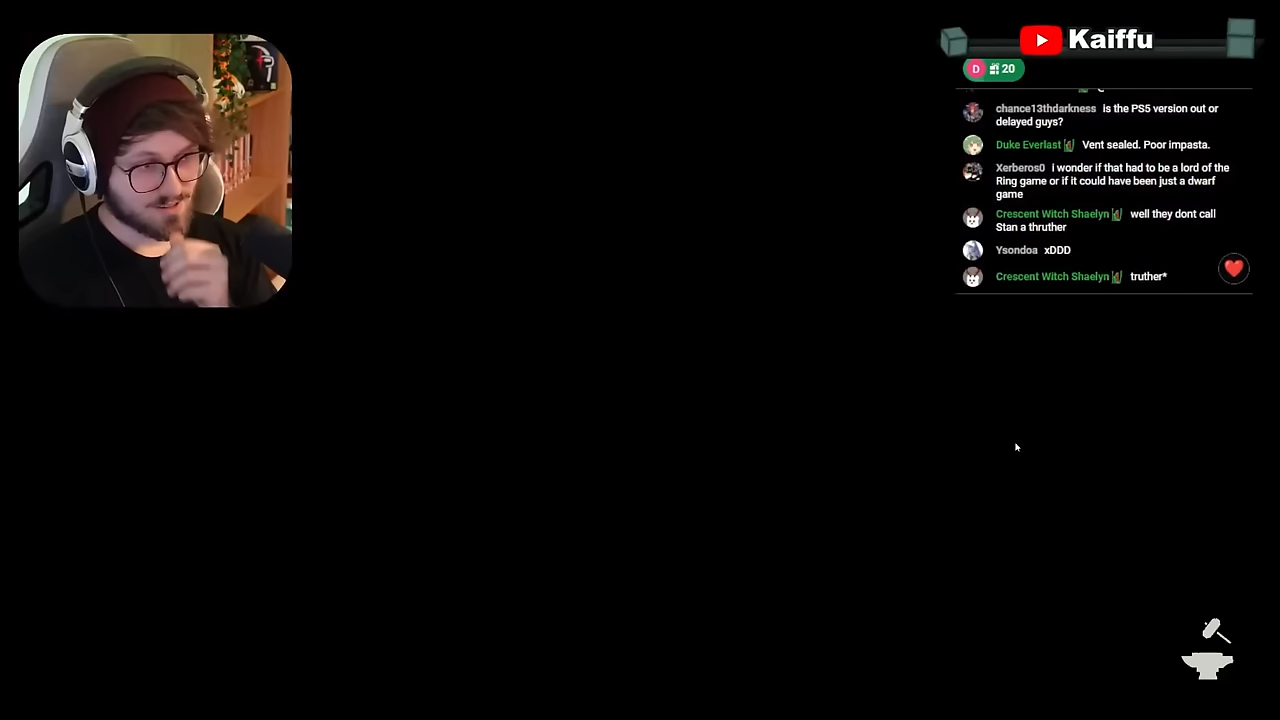 Kaiffu
D 20
chance13thdarkness is the PS5 version out or
delayed guys?
Duke Everlast Vent sealed. Poor impasta.
Xerberos0 i wonder if that had to be a lord of the
Ring game or if it could have been just a dwarf
game
Crescent Witch Shaelyn well they dont call
Stan a thruther
Ysondoa xDDD
Crescent Witch Shaelyn truther*